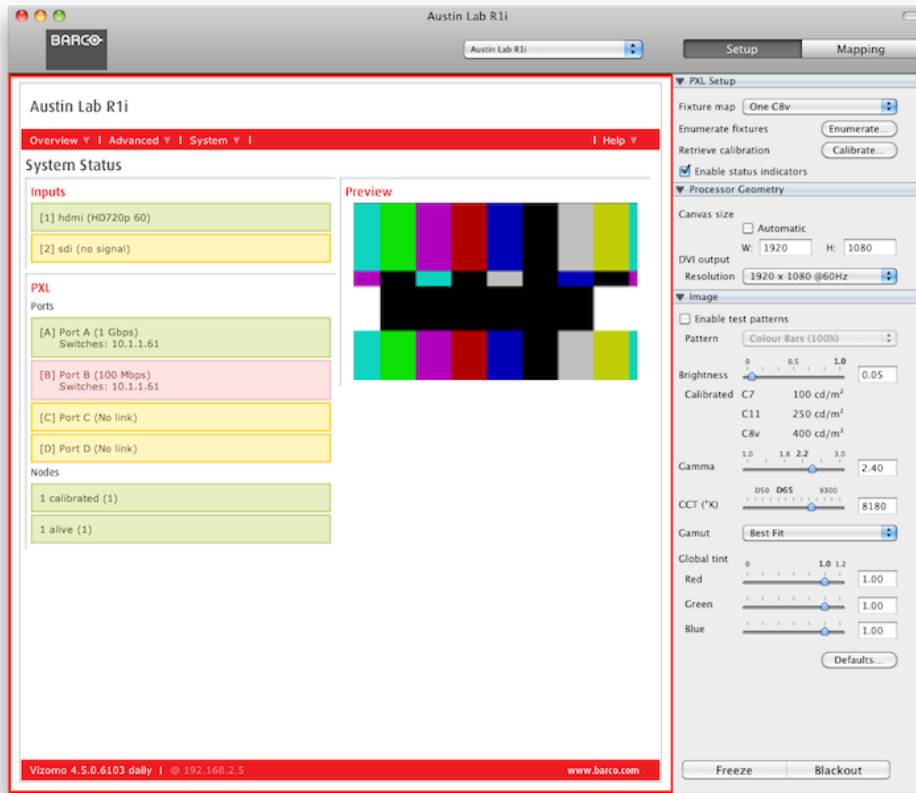 Austin Lab R1i
BARCO
Austin Lab R1i
Setup
Mapping
Austin Lab R1i
Overview ▼ | Advanced ▼ | System ▼ |
| Help ▼
System Status
Inputs
[1] hdmi (HD720p 60)
[2] sdi (no signal)
PXL
Ports
[A] Port A (1 Gbps)
Switches: 10.1.1.61
[B] Port B (100 Mbps)
Switches: 10.1.1.61
[C] Port C (No link)
[D] Port D (No link)
Nodes
1 calibrated (1)
1 alive (1)
Preview
Vizomo 4.5.0.6103 daily | @ 192.168.2.5
www.barco.com
▼ PXL Setup
Fixture map One C8v
Enumerate fixtures Enumerate...
Retrieve calibration Calibrate...
Enable status indicators
▼ Processor Geometry
Canvas size
Automatic
W: 1920 H: 1080
DVI output
Resolution 1920 x 1080 @60Hz
▼ Image
Enable test patterns
Pattern Colour Bars (100%)
0 0.5 1.0
Brightness 0.05
Calibrated C7 100 cd/m²
C11 250 cd/m²
C8v 400 cd/m²
1.0 1.8 2.2 3.0
Gamma 2.40
D50 D65 9300
CCT (°K) 8180
Gamut Best Fit
Global tint 0 1.0 1.2
Red 1.00
Green 1.00
Blue 1.00
Defaults...
Freeze
Blackout